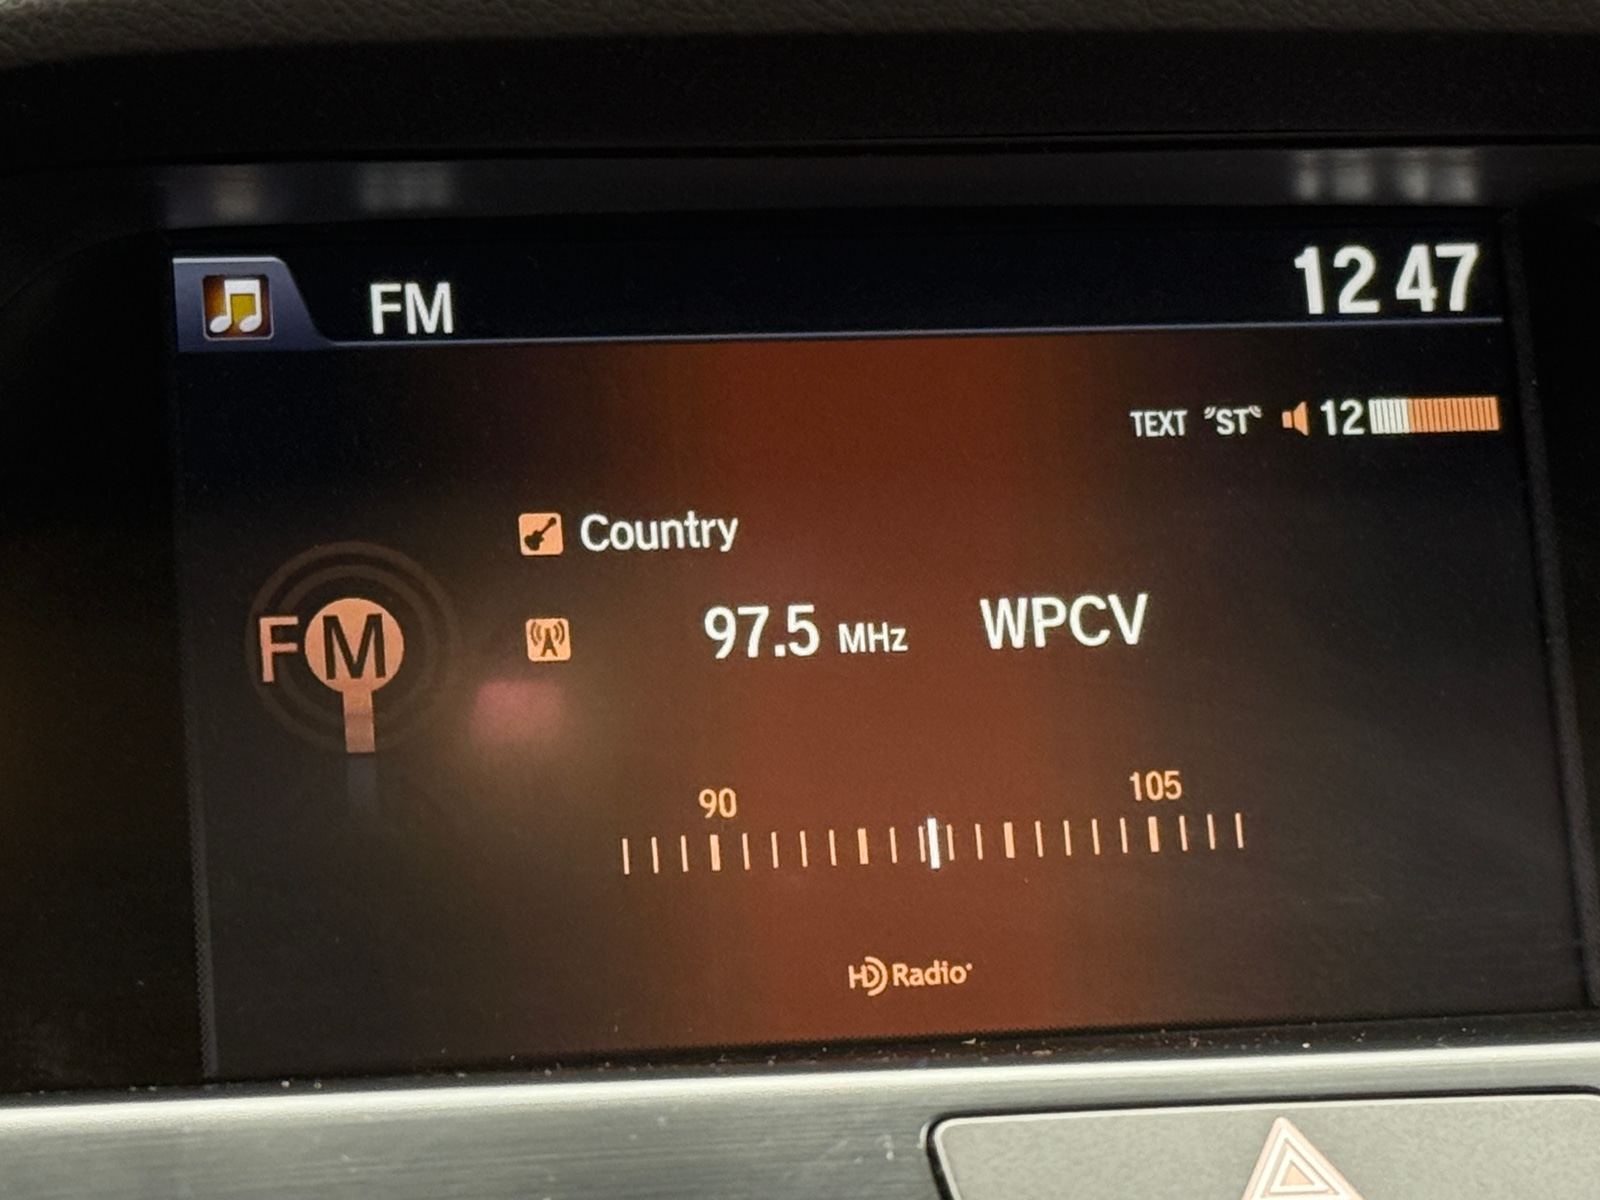 FM 12 47
TEXT "ST" 12
Country
FM 97.5 MHz WPCV
90 105
HD Radio